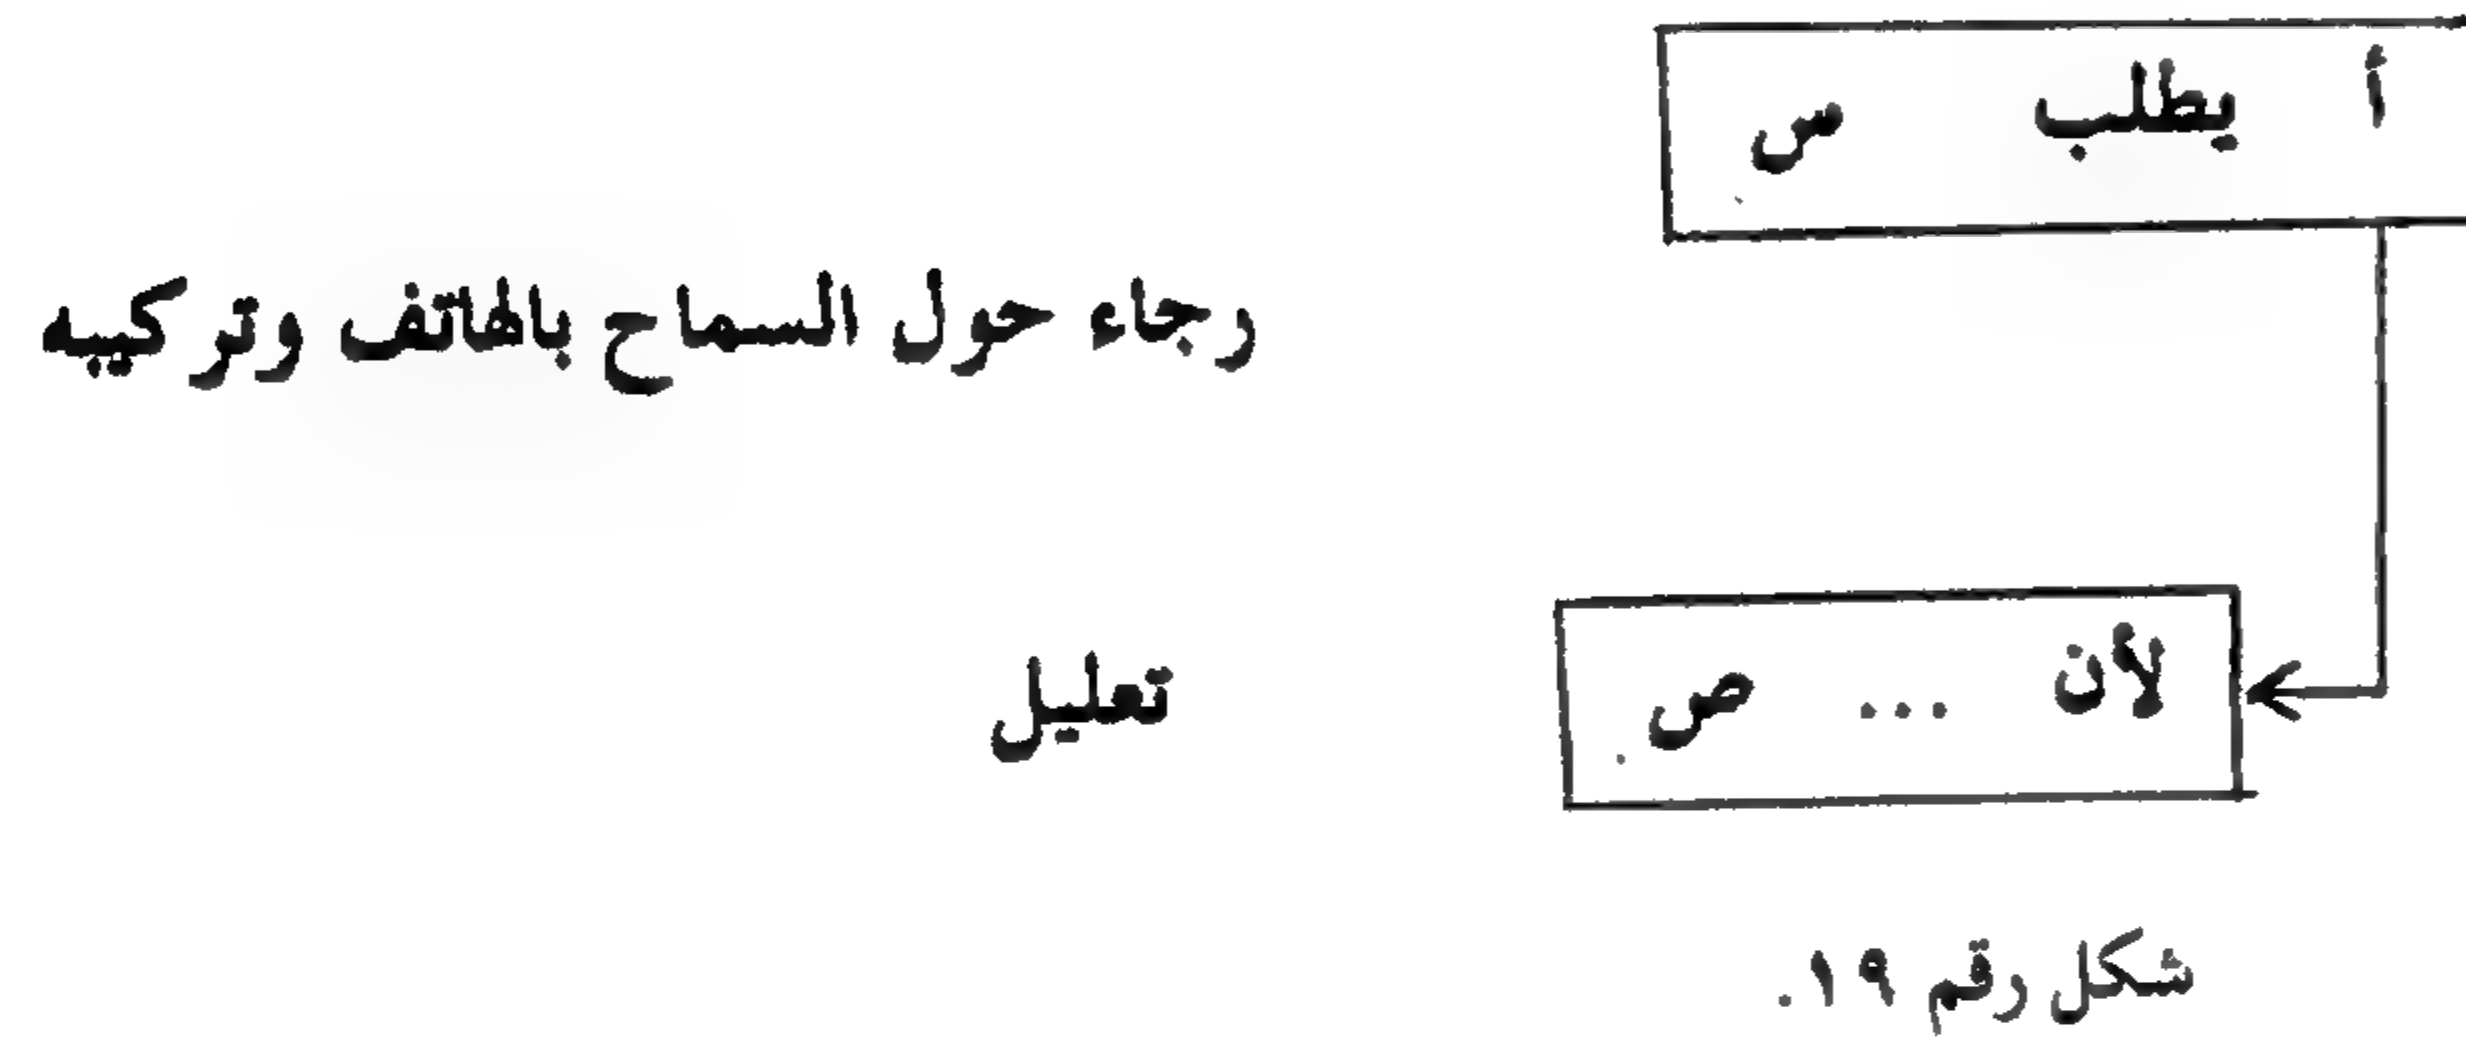 أ يطلب س
رجاء حول السماح بالهاتف وتركيبه
لأن ... ص
تعليل
شكل رقم ١٩.